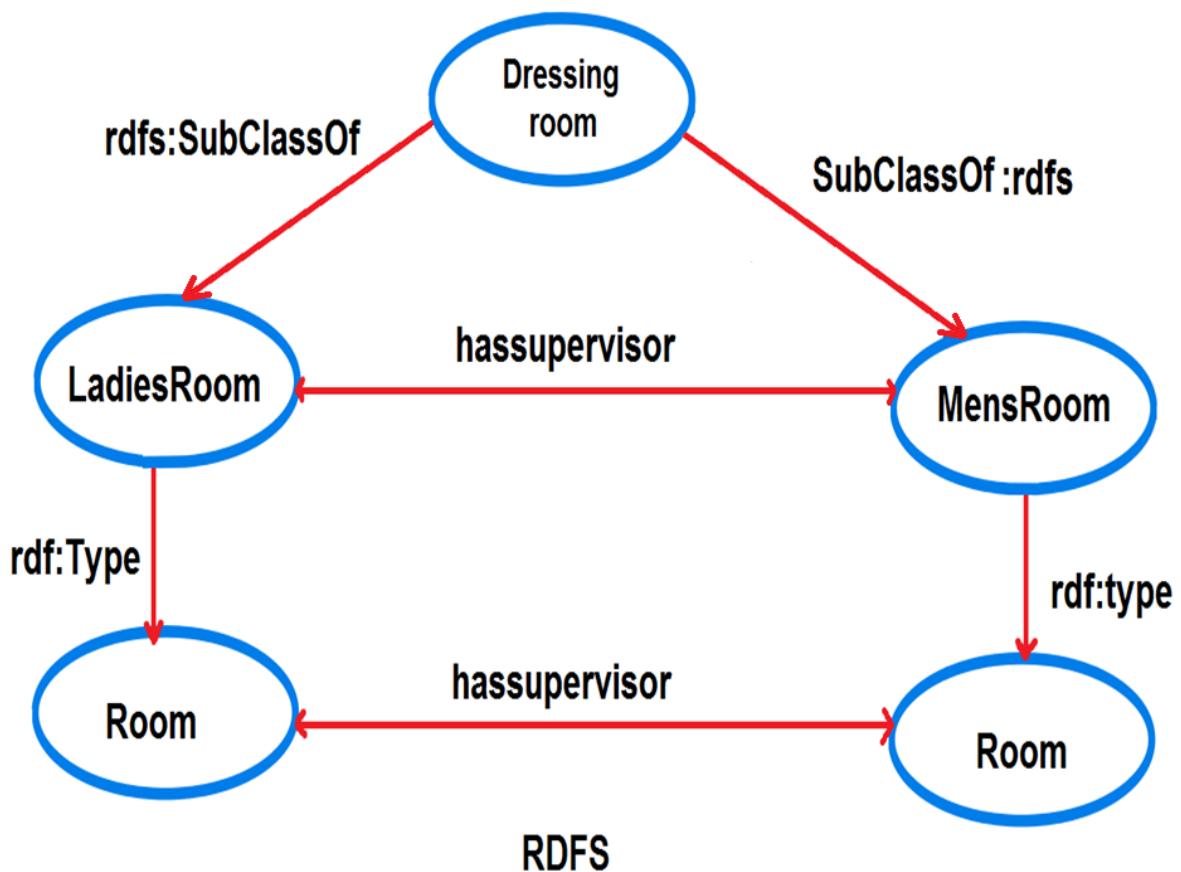 Dressing
room
rdfs:SubClassOf
SubClassOf :rdfs
hassupervisor
LadiesRoom
MensRoom
rdf:Type
rdf:type
hassupervisor
Room
Room
RDFS